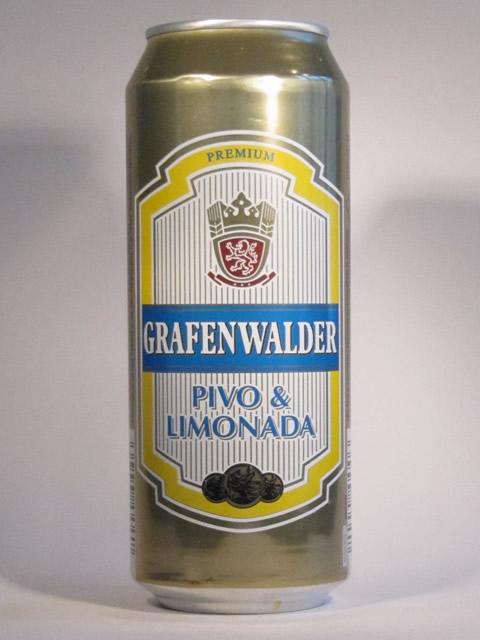 PREMIUM
GRAFENWALDER
PIVO &
LIMONADA